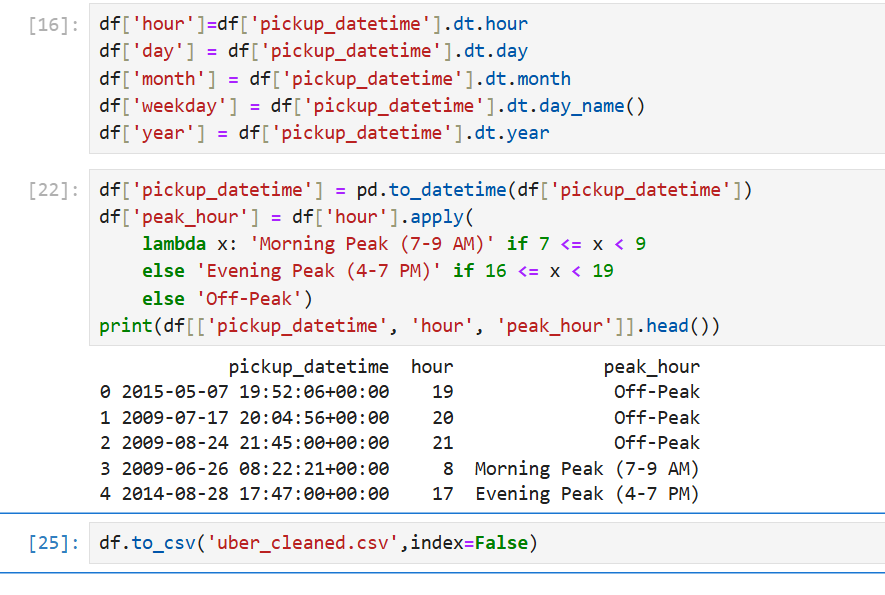 [16]: df['hour']=df['pickup_datetime'].dt.hour
df['day'] = df['pickup_datetime'].dt.day
df['month'] = df['pickup_datetime'].dt.month
df['weekday'] = df['pickup_datetime'].dt.day_name()
df['year'] = df['pickup_datetime'].dt.year
[22]: df['pickup_datetime'] = pd.to_datetime(df['pickup_datetime'])
df['peak_hour'] = df['hour'].apply(
    lambda x: 'Morning Peak (7-9 AM)' if 7 <= x < 9
    else 'Evening Peak (4-7 PM)' if 16 <= x < 19
    else 'Off-Peak')
print(df[['pickup_datetime', 'hour', 'peak_hour']].head())
            pickup_datetime  hour              peak_hour
0 2015-05-07 19:52:06+00:00    19               Off-Peak
1 2009-07-17 20:04:56+00:00    20               Off-Peak
2 2009-08-24 21:45:00+00:00    21               Off-Peak
3 2009-06-26 08:22:21+00:00     8  Morning Peak (7-9 AM)
4 2014-08-28 17:47:00+00:00    17  Evening Peak (4-7 PM)
[25]: df.to_csv('uber_cleaned.csv',index=False)